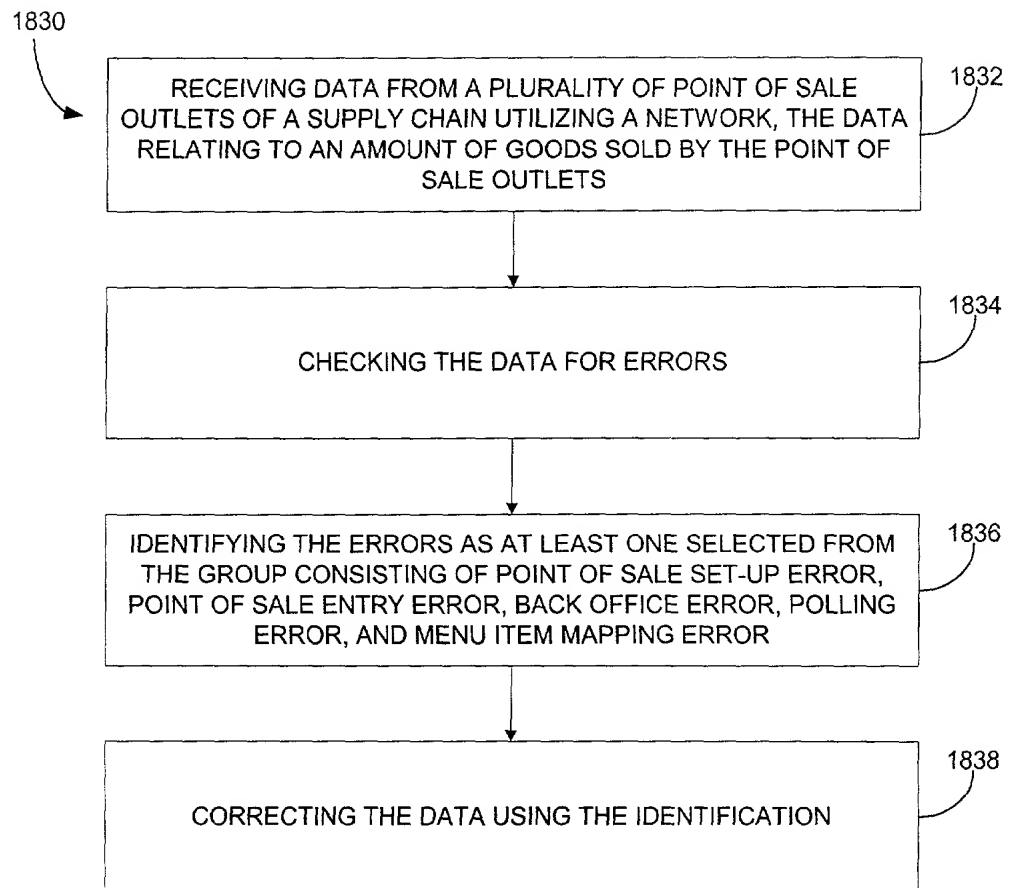 1830
RECEIVING DATA FROM A PLURALITY OF POINT OF SALE
OUTLETS OF A SUPPLY CHAIN UTILIZING A NETWORK, THE DATA
RELATING TO AN AMOUNT OF GOODS SOLD BY THE POINT OF
SALE OUTLETS
1832
CHECKING THE DATA FOR ERRORS
1834
IDENTIFYING THE ERRORS AS AT LEAST ONE SELECTED FROM
THE GROUP CONSISTING OF POINT OF SALE SET-UP ERROR,
POINT OF SALE ENTRY ERROR, BACK OFFICE ERROR, POLLING
ERROR, AND MENU ITEM MAPPING ERROR
1836
CORRECTING THE DATA USING THE IDENTIFICATION
1838